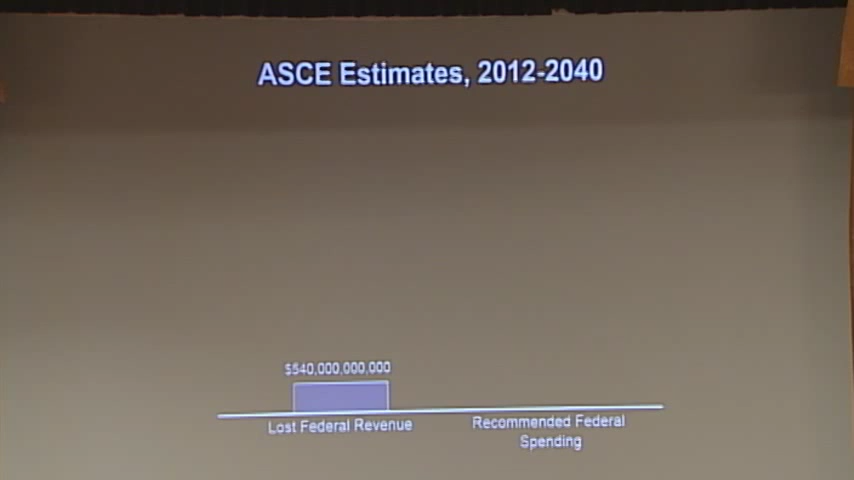 ASCE Estimates, 2012-2040
$540,000,000,000
Lost Federal Revenue
Recommended Federal
Spending